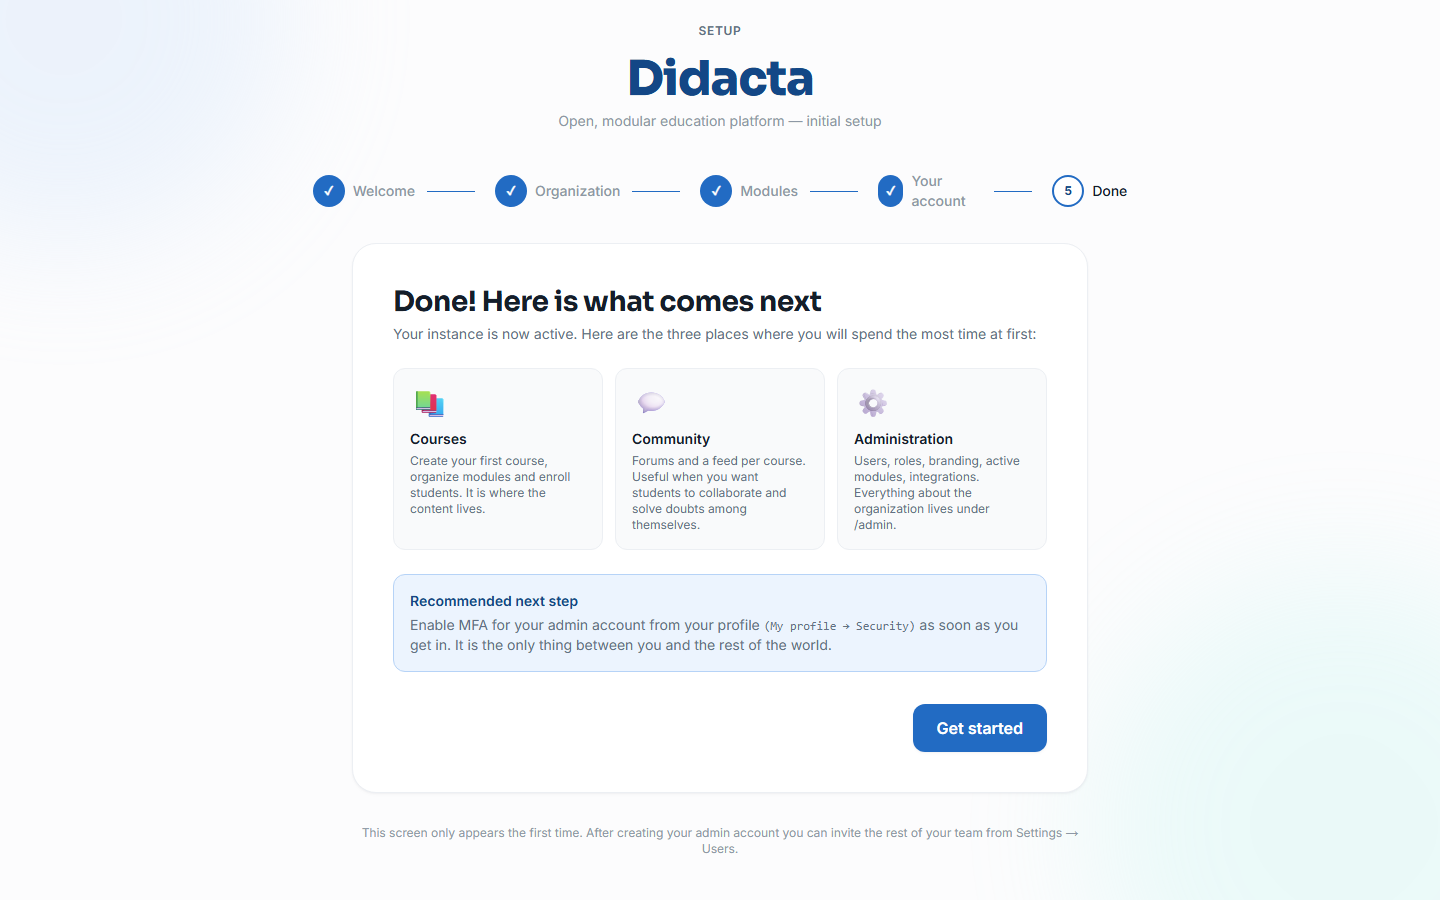 SETUP
Didacta
Open, modular education platform — initial setup
✓ Welcome
✓ Organization
✓ Modules
✓ Your account
5 Done
Done! Here is what comes next
Your instance is now active. Here are the three places where you will spend the most time at first:
Courses
Create your first course,
organize modules and enroll
students. It is where the
content lives.
Community
Forums and a feed per course.
Useful when you want
students to collaborate and
solve doubts among
themselves.
Administration
Users, roles, branding, active
modules, integrations.
Everything about the
organization lives under
/admin.
Recommended next step
Enable MFA for your admin account from your profile (My profile → Security) as soon as you
get in. It is the only thing between you and the rest of the world.
Get started
This screen only appears the first time. After creating your admin account you can invite the rest of your team from Settings →
Users.